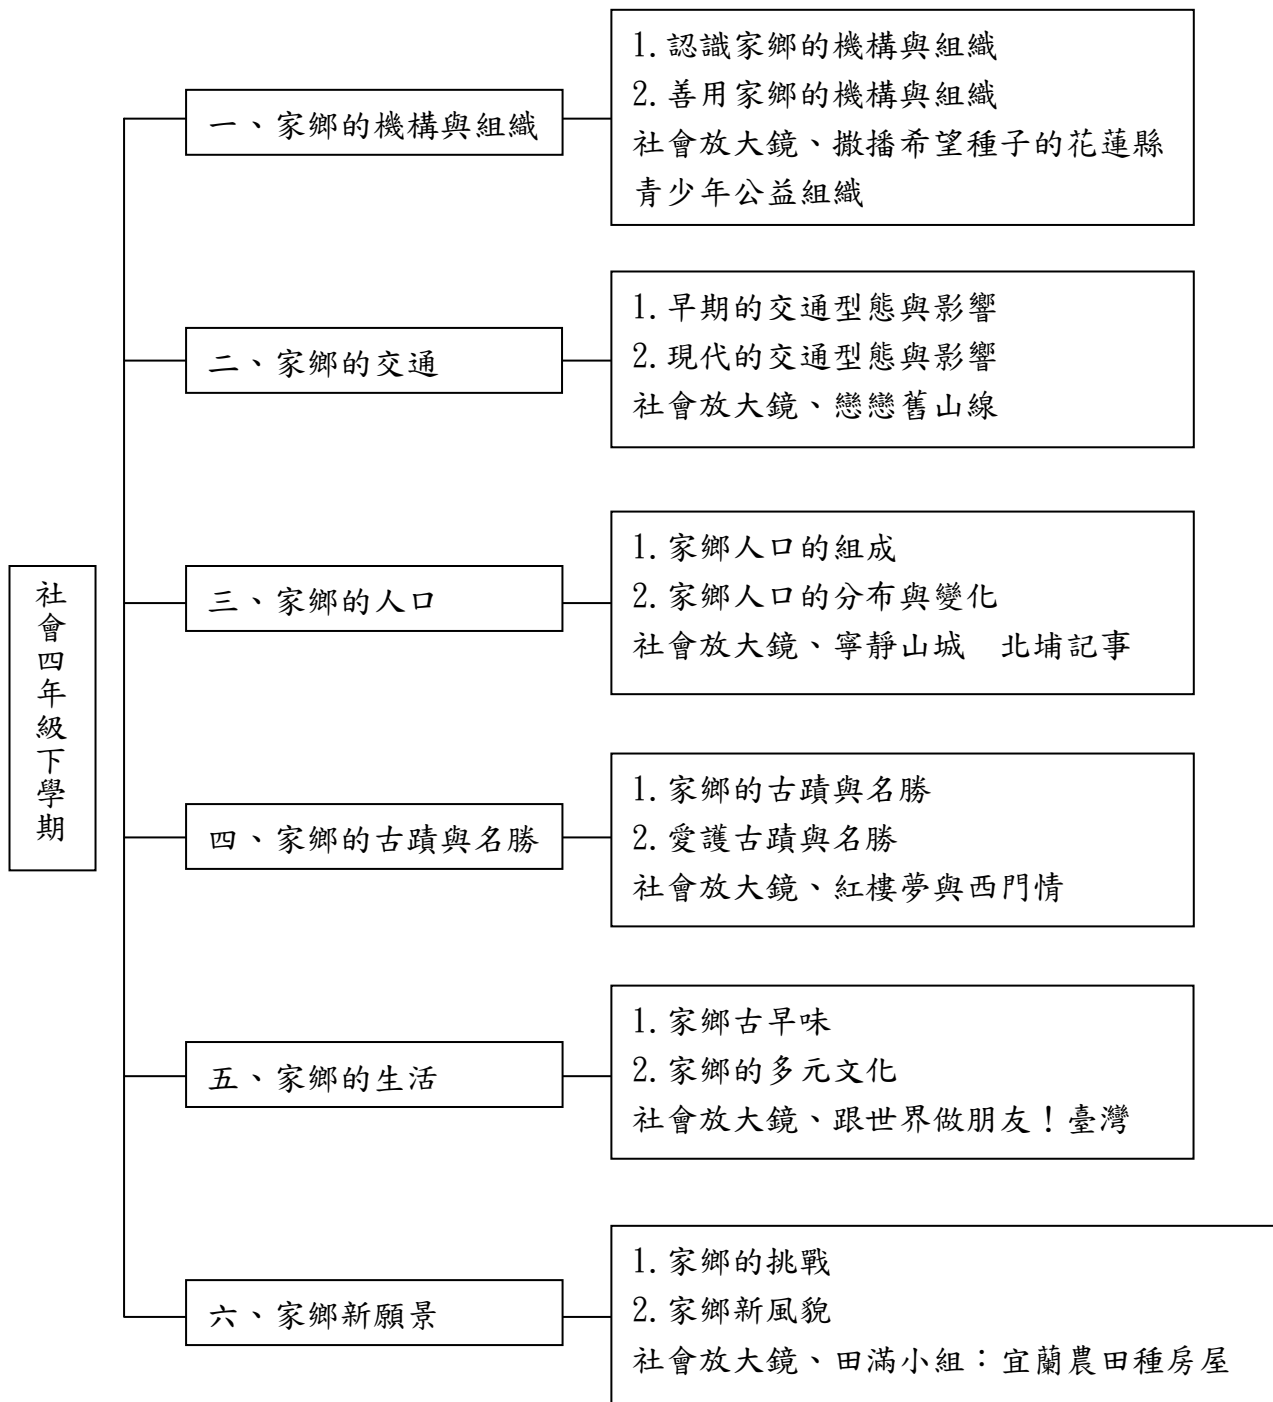 社會四年級下學期
一、家鄉的機構與組織
1.認識家鄉的機構與組織
2.善用家鄉的機構與組織
社會放大鏡、撒播希望種子的花蓮縣
青少年公益組織
二、家鄉的交通
1.早期的交通型態與影響
2.現代的交通型態與影響
社會放大鏡、戀戀舊山線
三、家鄉的人口
1.家鄉人口的組成
2.家鄉人口的分布與變化
社會放大鏡、寧靜山城　北埔記事
四、家鄉的古蹟與名勝
1.家鄉的古蹟與名勝
2.愛護古蹟與名勝
社會放大鏡、紅樓夢與西門情
五、家鄉的生活
1.家鄉古早味
2.家鄉的多元文化
社會放大鏡、跟世界做朋友！臺灣
六、家鄉新願景
1.家鄉的挑戰
2.家鄉新風貌
社會放大鏡、田滿小組：宜蘭農田種房屋